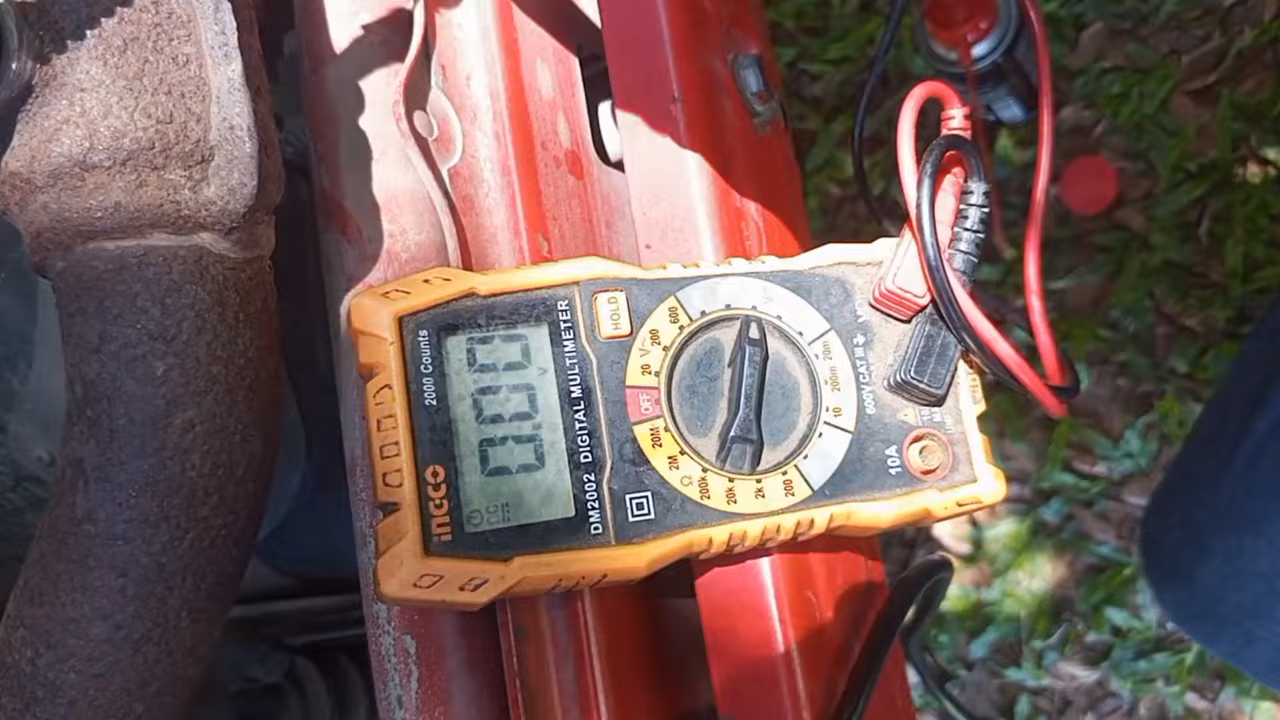 INGCO
2000 Counts
0.00
V
DM2002 DIGITAL MULTIMETER
HOLD
600
200
V~
20
OFF
20M
2M
Ω
200k
20k
2k
200
20m
200m
10
10A
600V CAT III